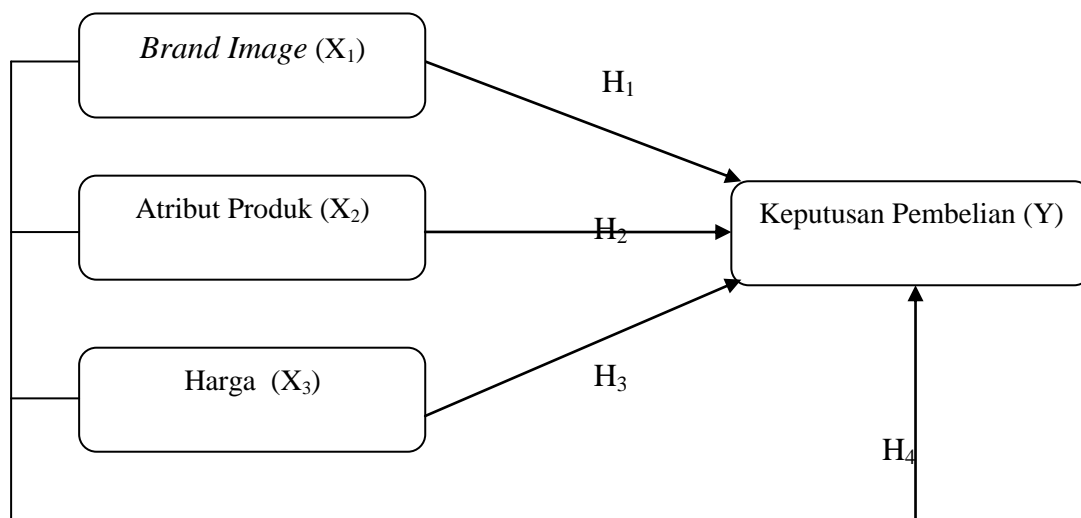 Brand Image (X₁)
H₁
Atribut Produk (X₂)
H₂
Keputusan Pembelian (Y)
Harga (X₃)
H₃
H₄